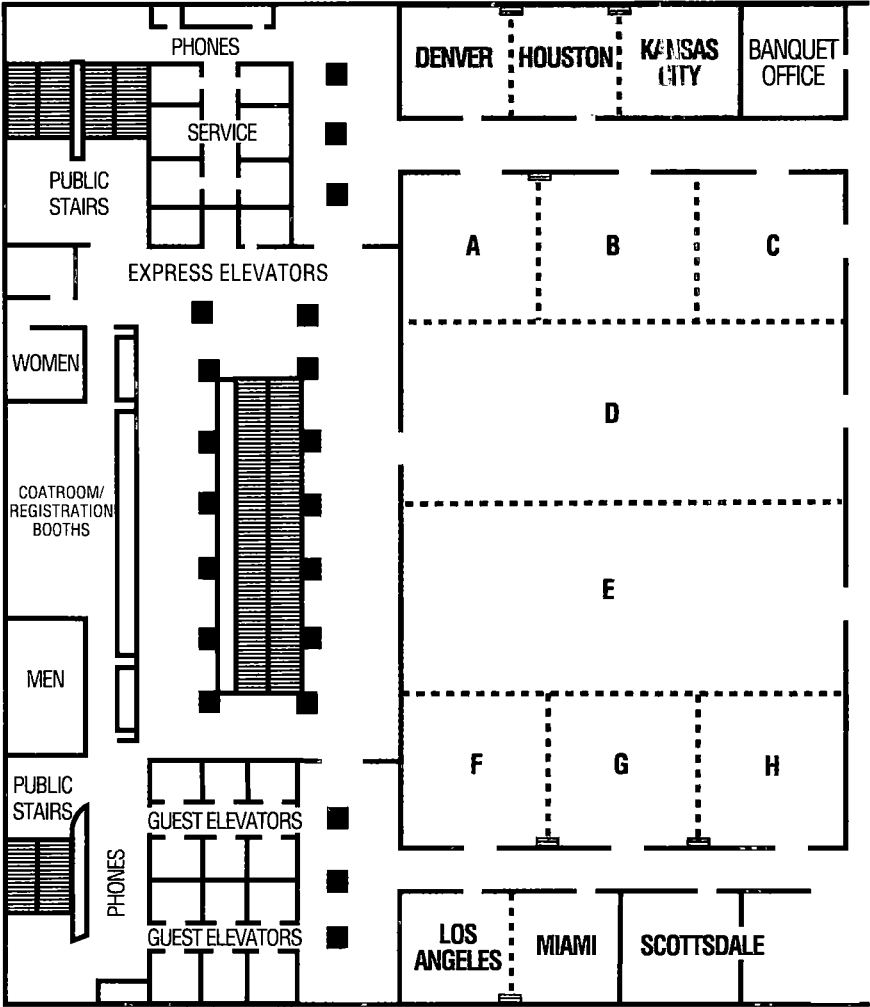 PHONES
DENVER
HOUSTON
KANSAS
CITY
BANQUET
OFFICE
SERVICE
PUBLIC
STAIRS
A
B
C
EXPRESS ELEVATORS
WOMEN
D
COATROOM/
REGISTRATION
BOOTHS
E
MEN
F
G
H
PUBLIC
STAIRS
GUEST ELEVATORS
PHONES
GUEST ELEVATORS
LOS
ANGELES
MIAMI
SCOTTSDALE